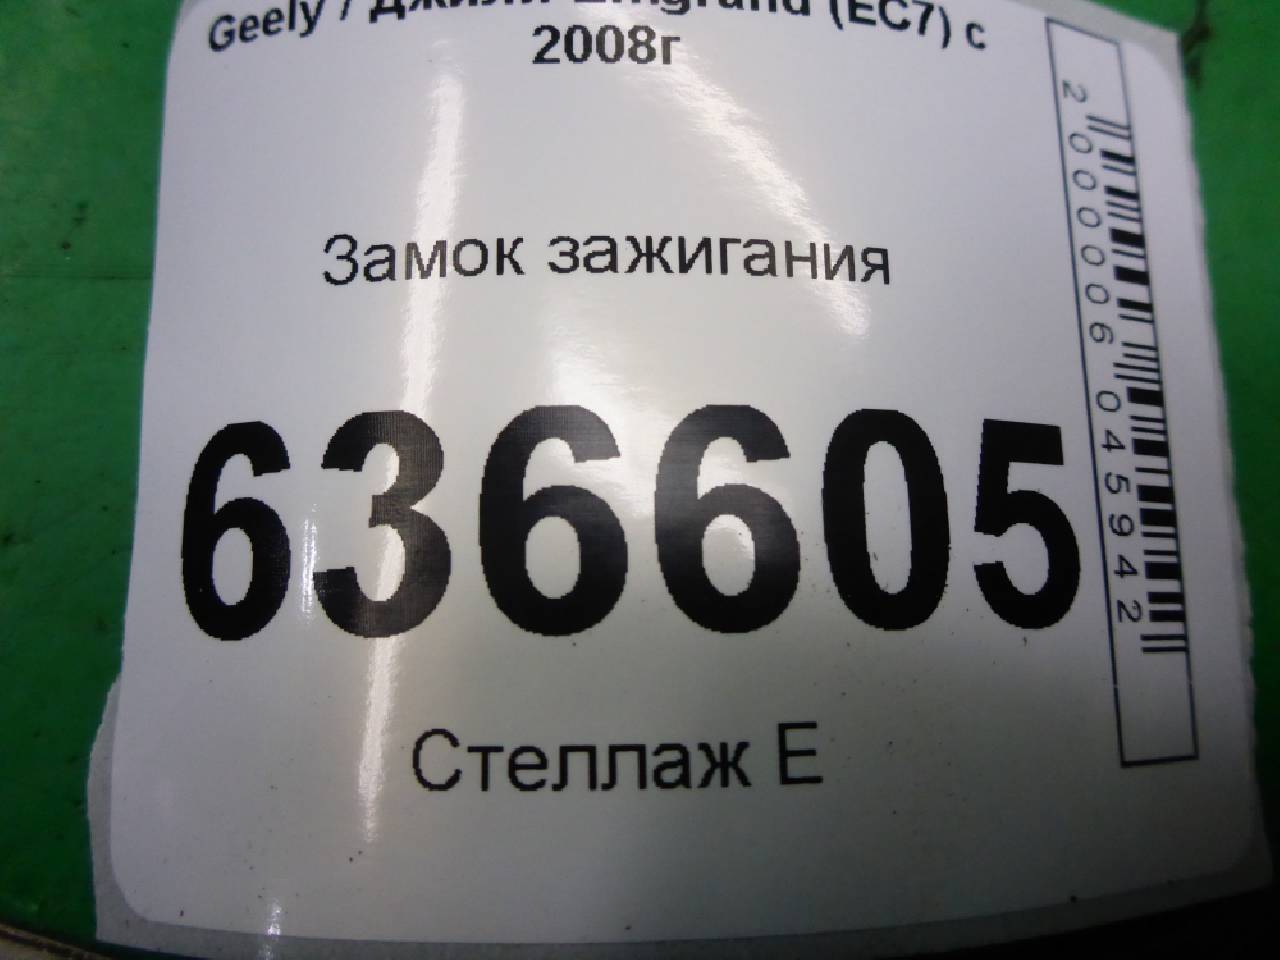 Geely / Джили Emgrand (EC7) с
2008г
Замок зажигания
636605
Стеллаж Е
2000006045942